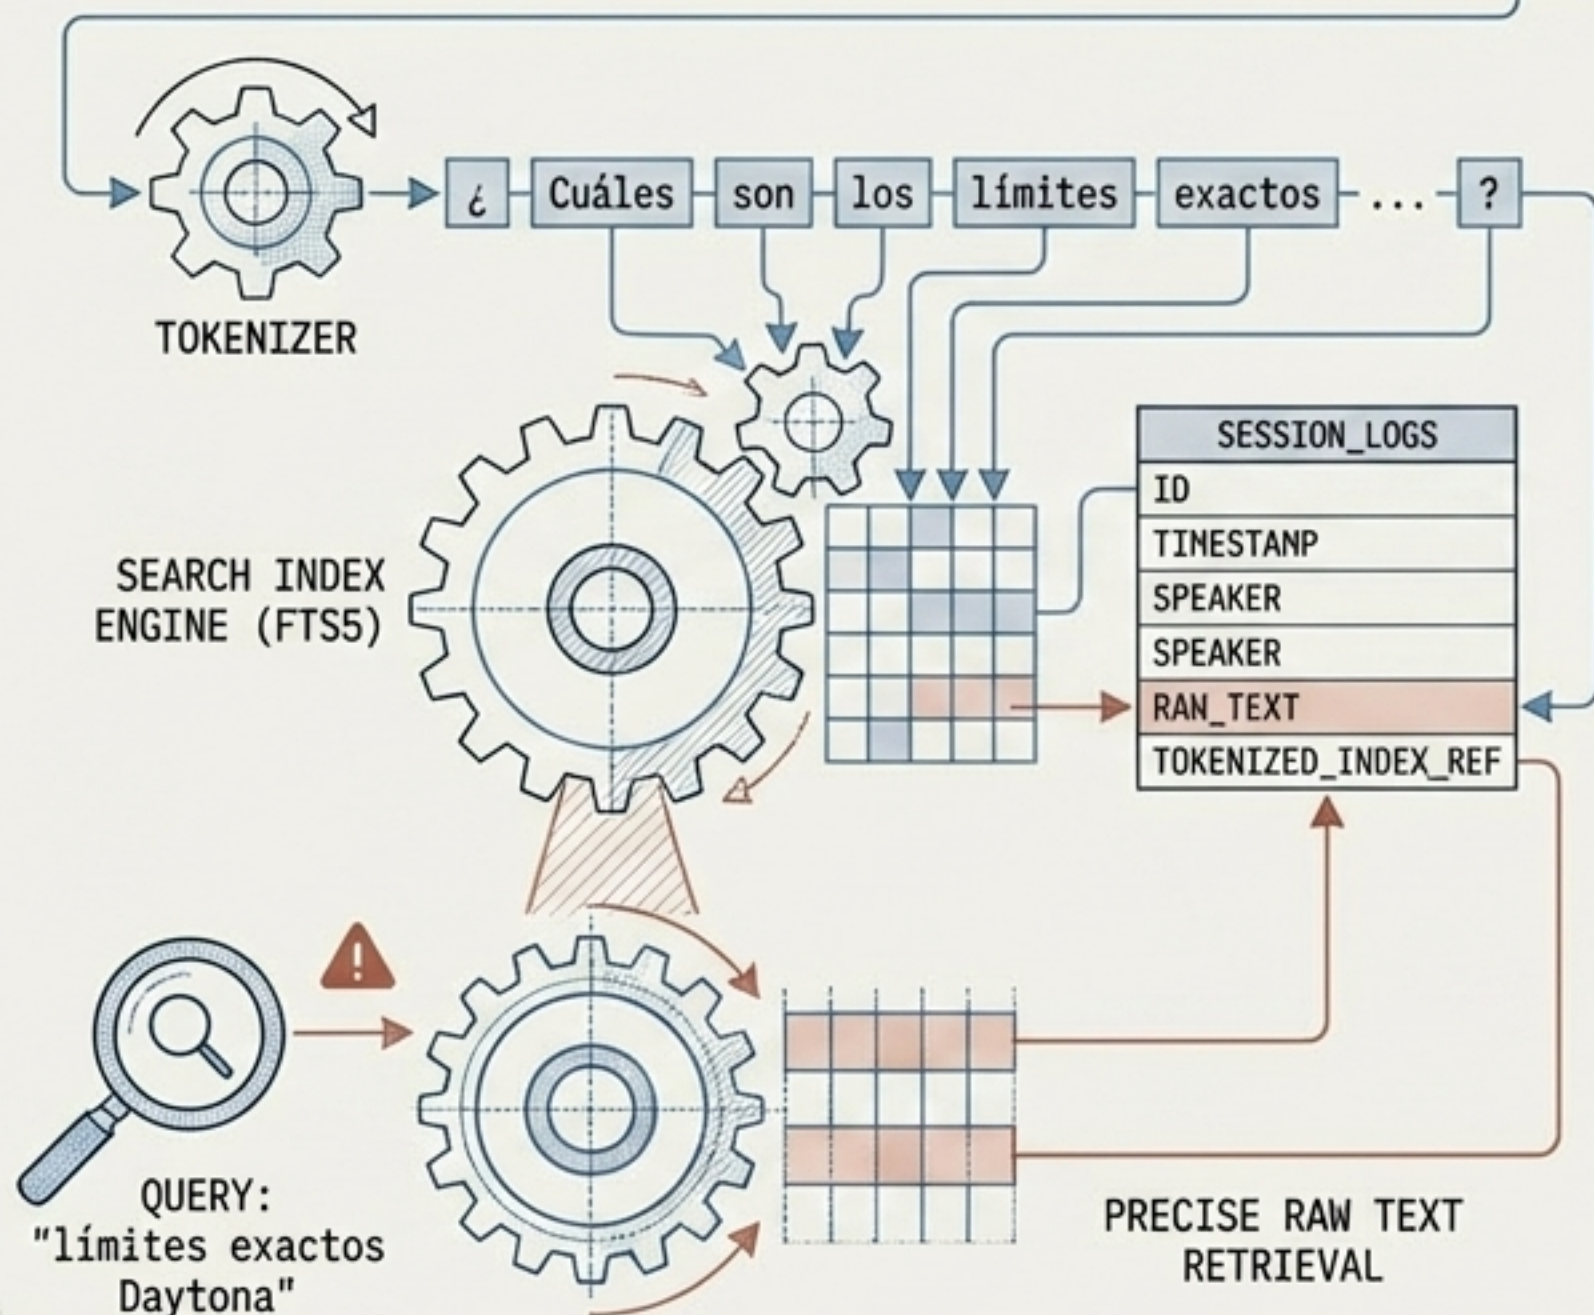 ¿ Cuáles son los límites exactos ... ?
TOKENIZER
SESSION_LOGS
ID
TINESTANP
SPEAKER
SPEAKER
RAN_TEXT
TOKENIZED_INDEX_REF
SEARCH INDEX
ENGINE (FTS5)
!
QUERY:
"límites exactos
Daytona"
PRECISE RAW TEXT
RETRIEVAL